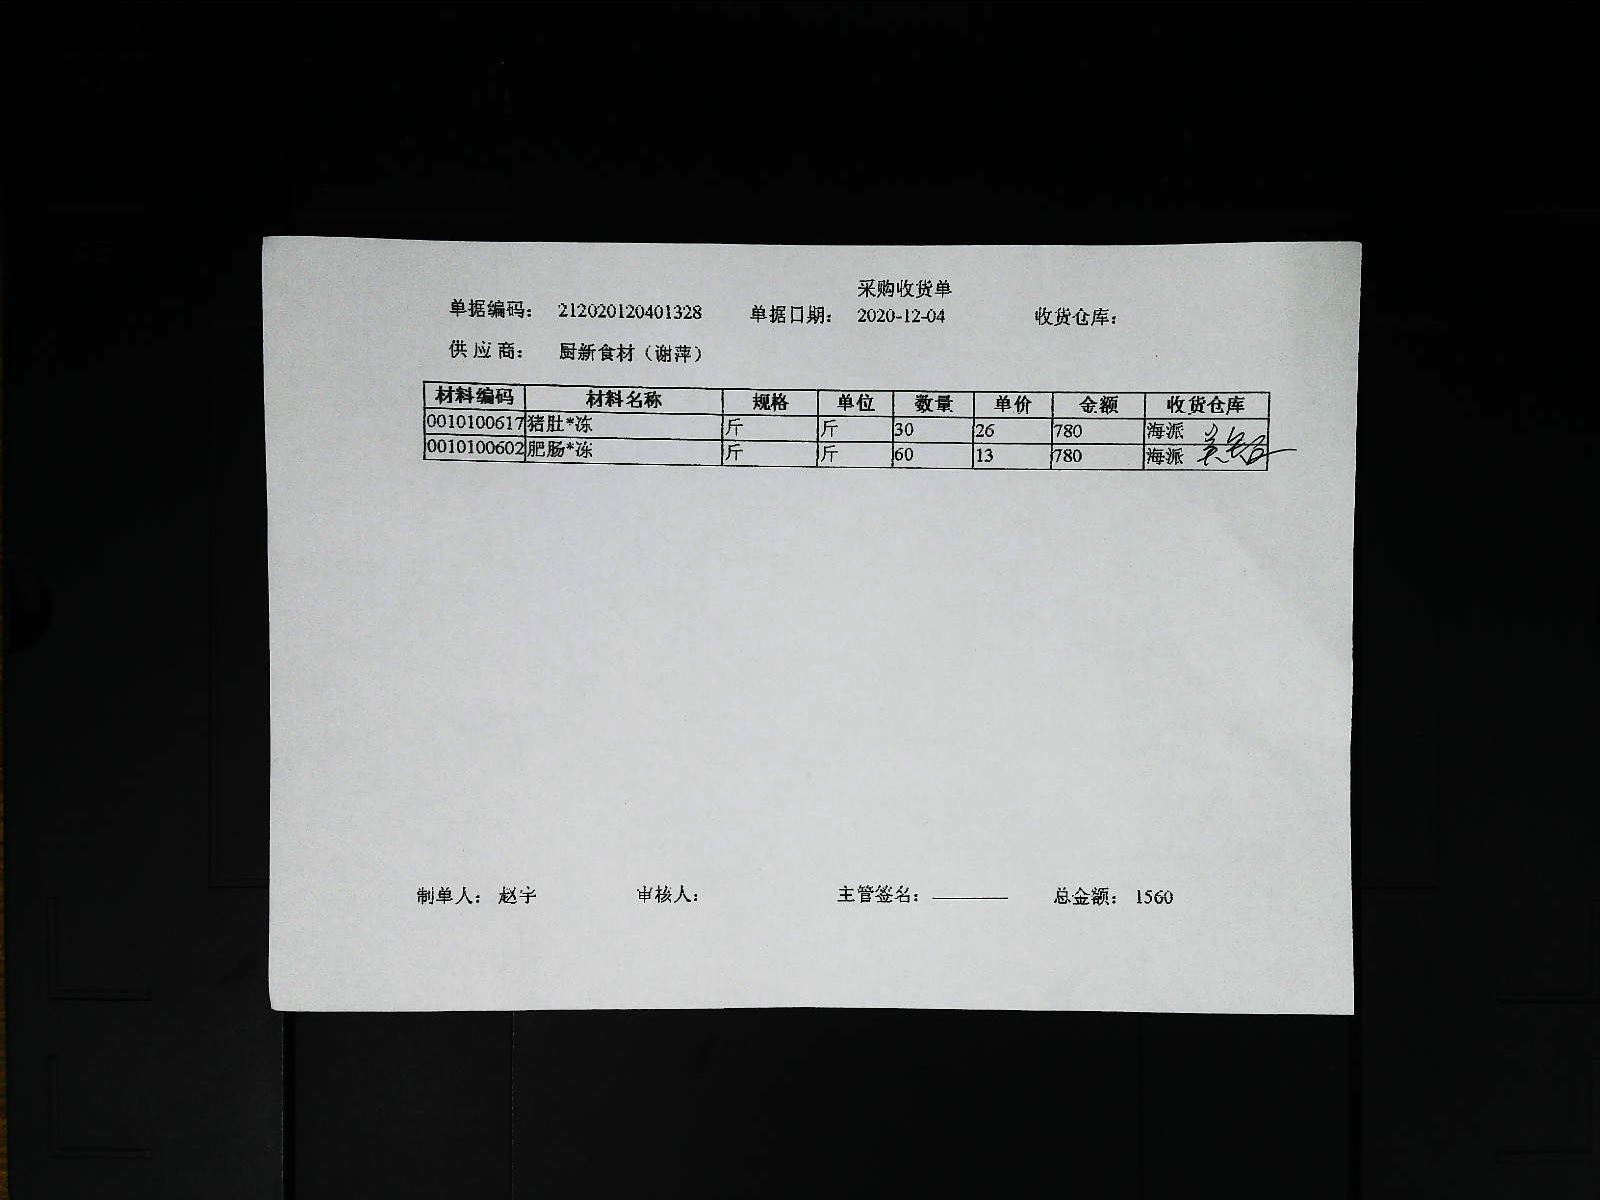 采购收货单
单据编码： 212020120401328 单据日期： 2020-12-04 收货仓库：
供 应 商： 厨新食材（谢萍）
材料编码 材料名称 规格 单位 数量 单价 金额 收货仓库
0010100617 猪肚*冻 斤 斤 30 26 780 海派
0010100602 肥肠*冻 斤 斤 60 13 780 海派
制单人： 赵宇 审核人： 主管签名： 总金额： 1560